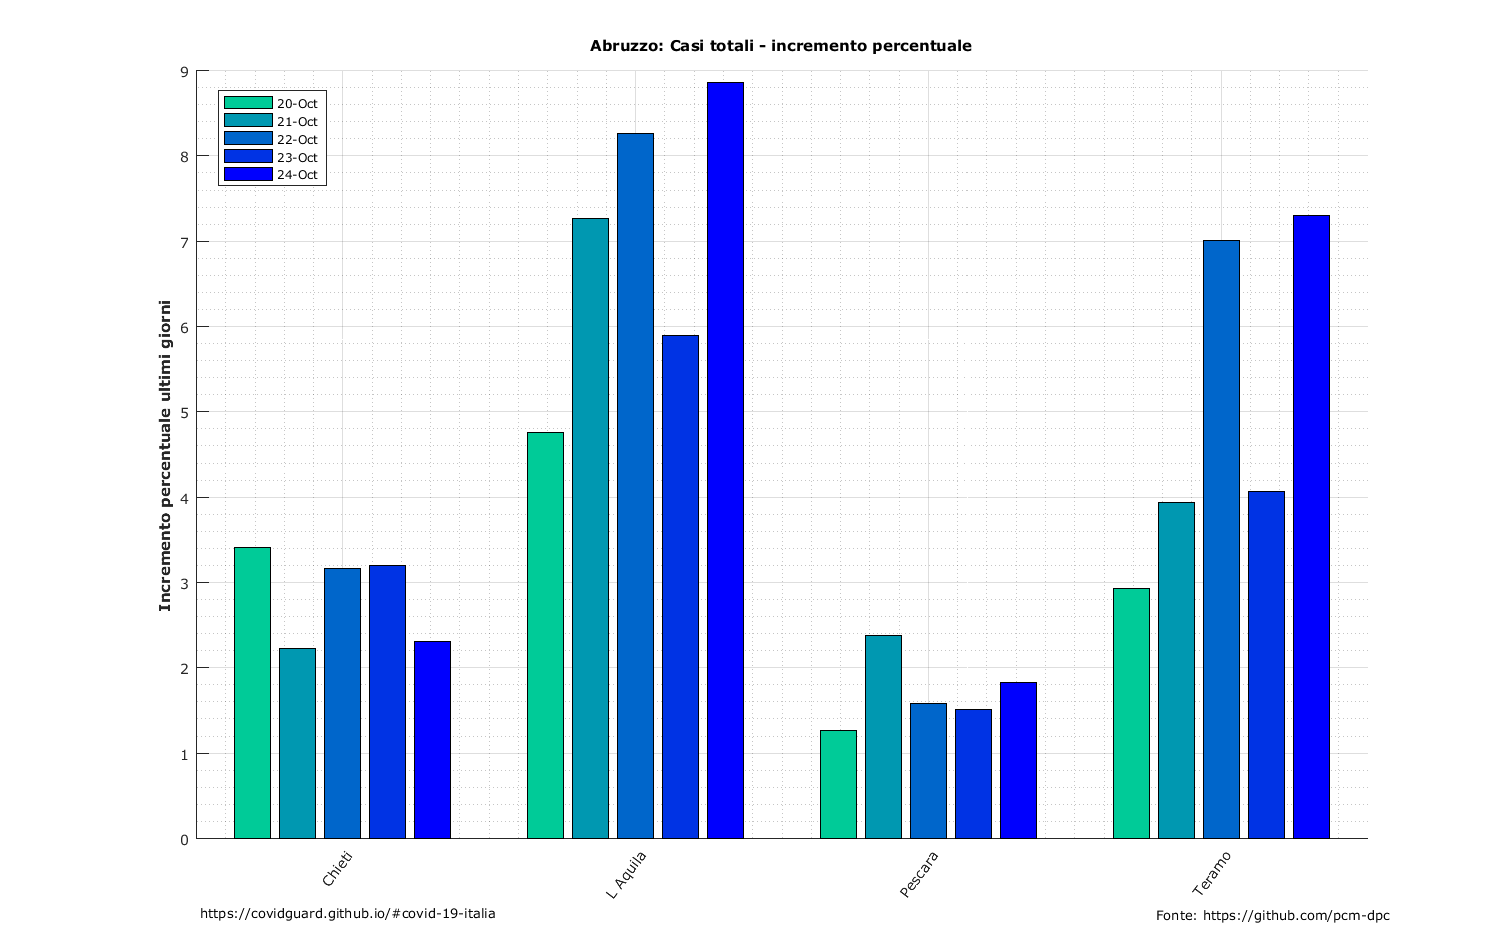 Abruzzo: Casi totali - incremento percentuale
Incremento percentuale ultimi giorni
9
8
7
6
5
4
3
2
1
0
20-Oct
21-Oct
22-Oct
23-Oct
24-Oct
Chieti
L Aquila
Pescara
Teramo
https://covidguard.github.io/#covid-19-italia
Fonte: https://github.com/pcm-dpc